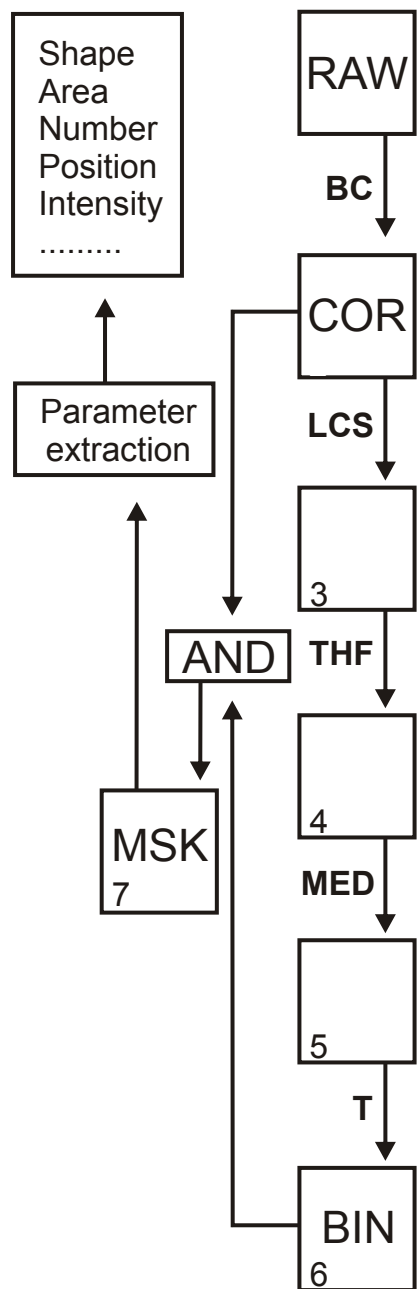 Shape
Area
Number
Position
Intensity
.........
RAW
BC
COR
Parameter
extraction
LCS
3
AND
THF
4
MSK
7
MED
5
T
BIN
6